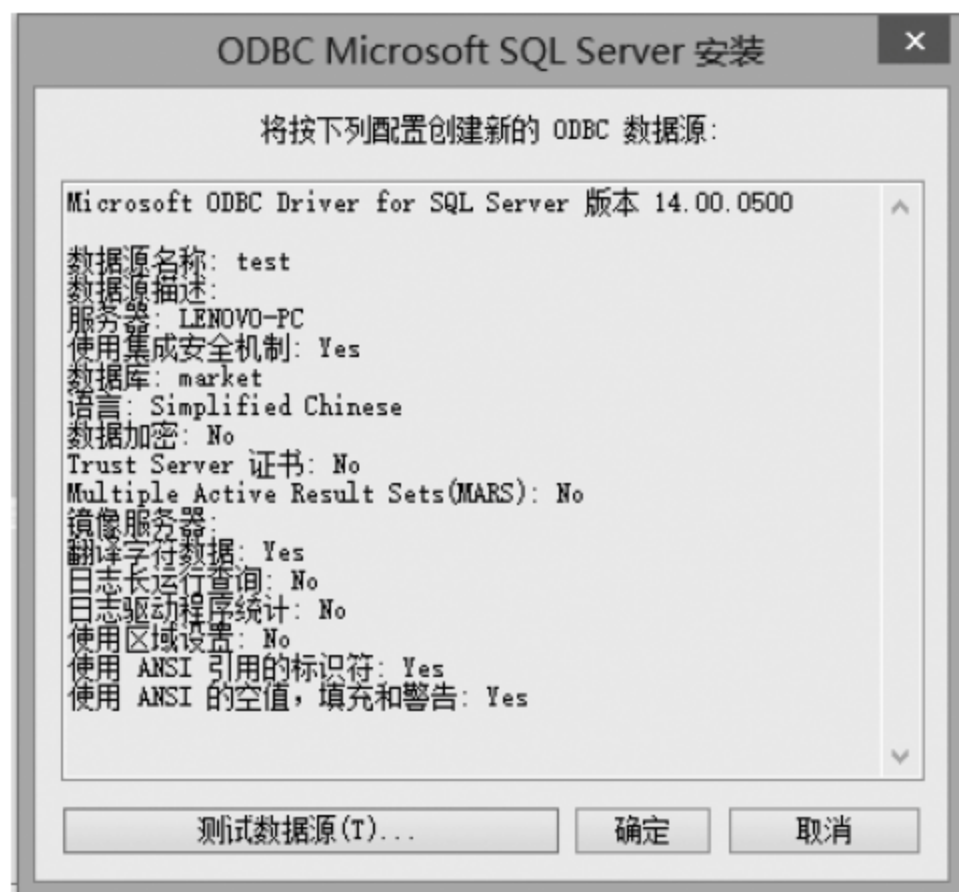 ODBC Microsoft SQL Server 安装
将按下列配置创建新的 ODBC 数据源:
Microsoft ODBC Driver for SQL Server 版本 14.00.0500
数据源名称: test
数据源描述:
服务器: LENOVO-PC
使用集成安全机制: Yes
数据库: market
语言: Simplified Chinese
数据加密: No
Trust Server 证书: No
Multiple Active Result Sets(MARS): No
镜像服务器:
翻译字符数据: Yes
日志长运行查询: No
日志驱动程序统计: No
使用区域设置: No
使用 ANSI 引用的标识符: Yes
使用 ANSI 的空值，填充和警告: Yes
测试数据源(T)...
确定
取消